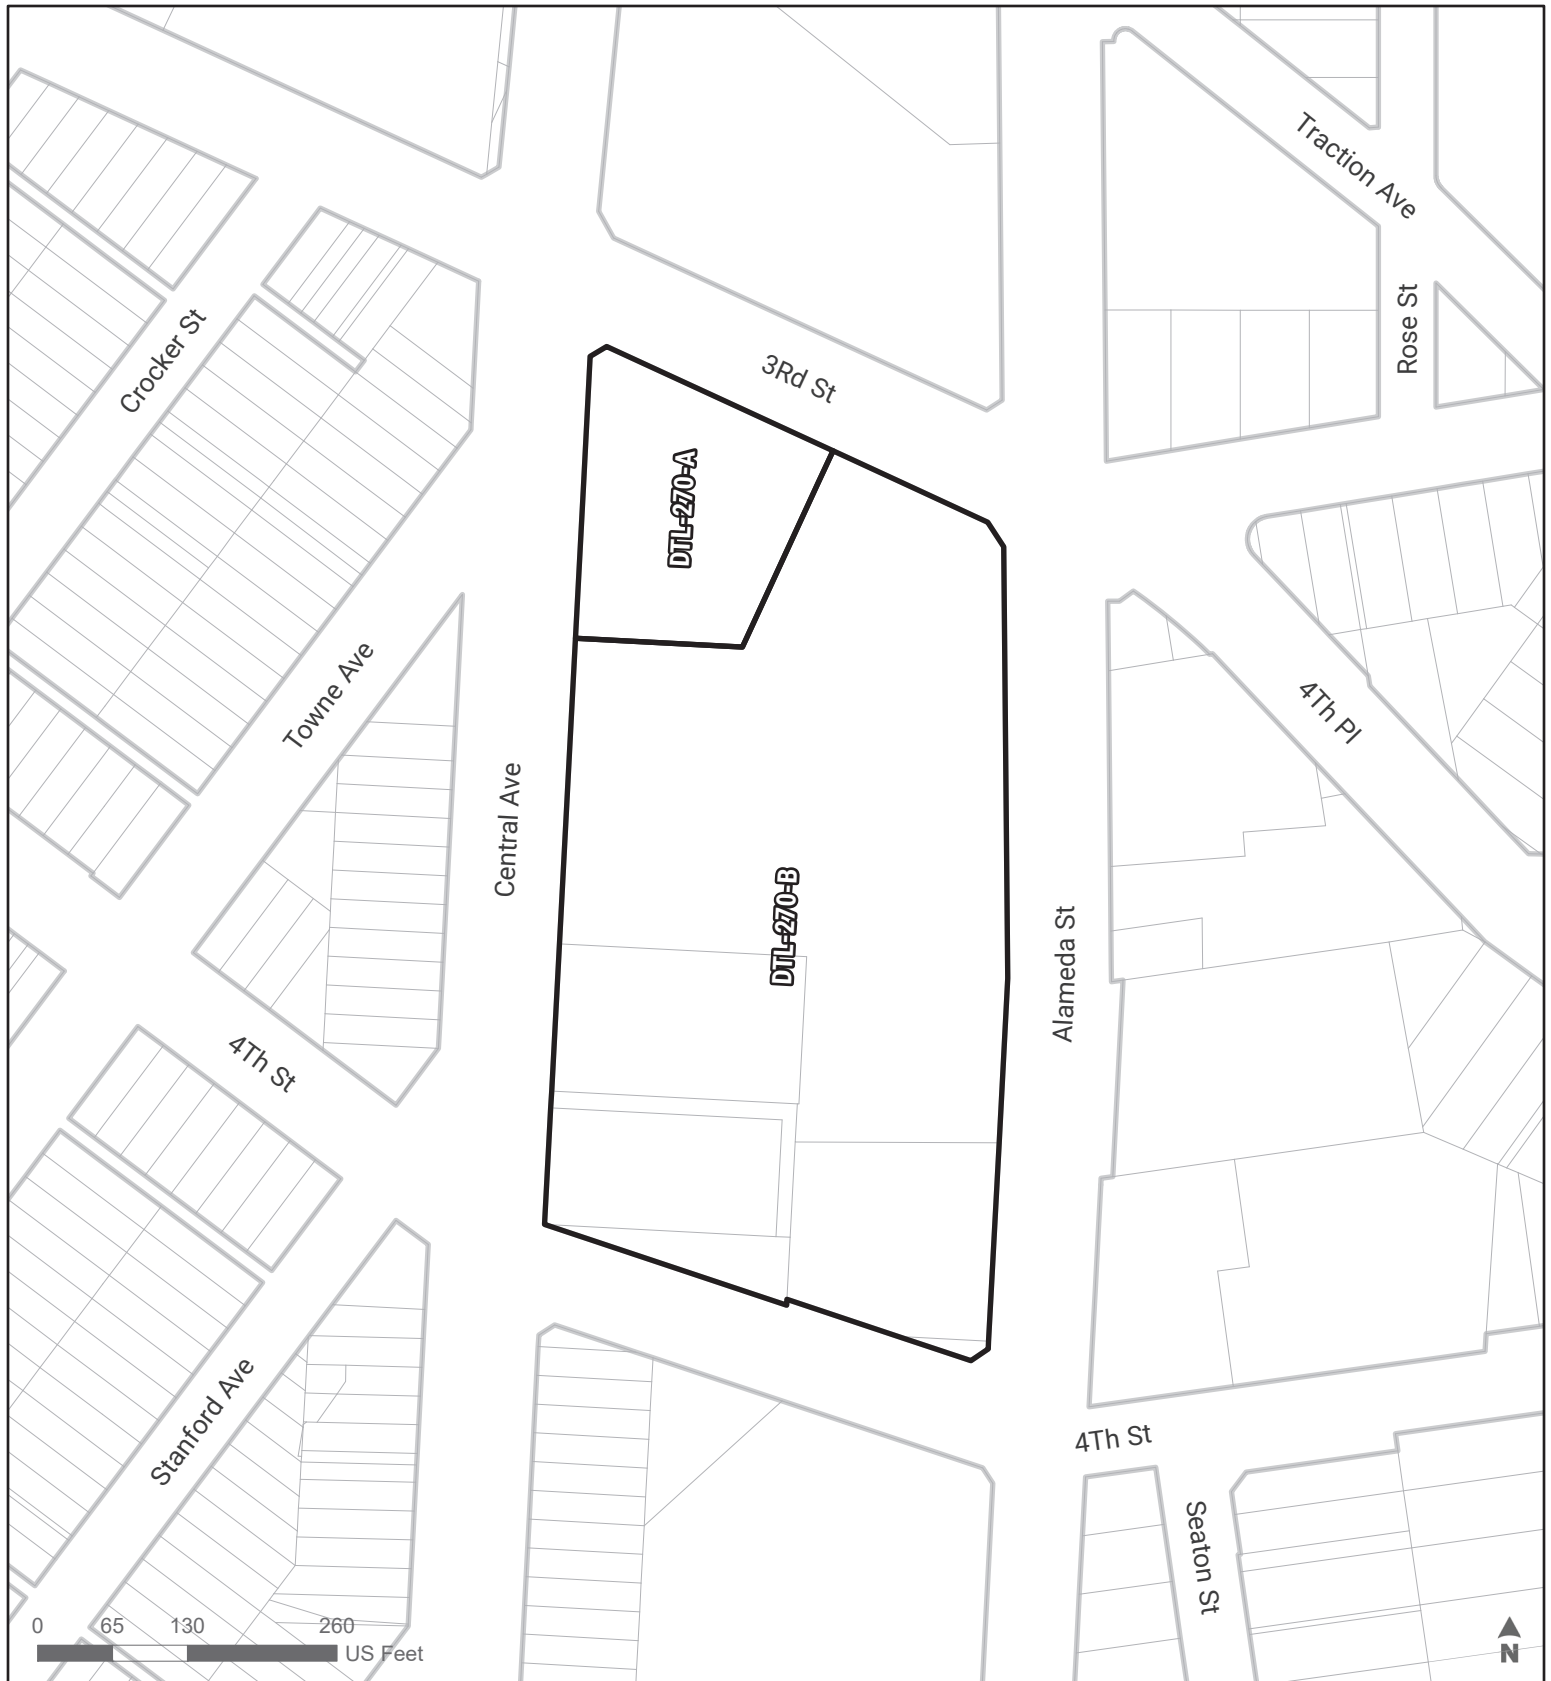 Traction Ave
Rose St
Crocker St
3Rd St
DTL-270-A
Towne Ave
4Th Pl
Central Ave
DTL-270-B
Alameda St
4Th St
Stanford Ave
4Th St
Seaton St
0 65 130 260
US Feet
N